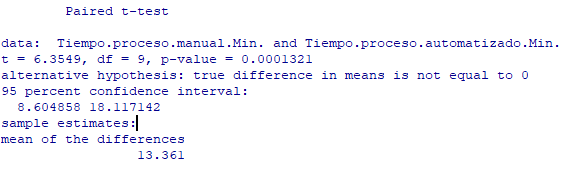 Paired t-test
data:  Tiempo.proceso.manual.Min. and Tiempo.proceso.automatizado.Min.
t = 6.3549, df = 9, p-value = 0.0001321
alternative hypothesis: true difference in means is not equal to 0
95 percent confidence interval:
8.604858 18.117142
sample estimates:
mean of the differences
13.361